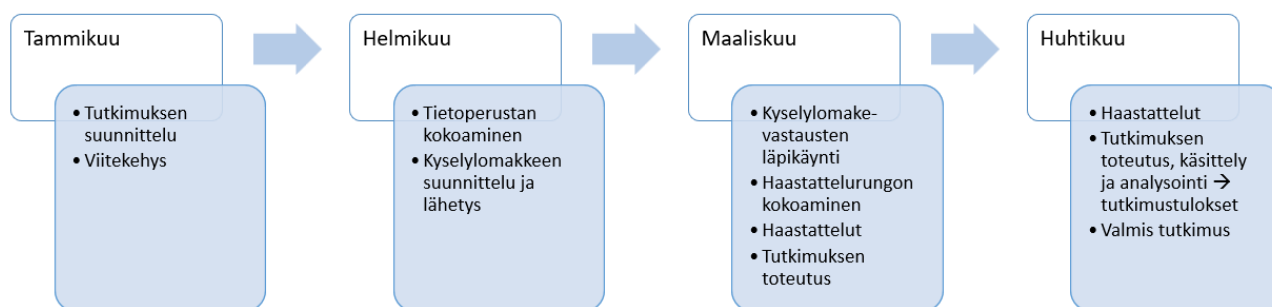 Tammikuu
• Tutkimuksen
suunnittelu
• Viitekehys
Helmikuu
• Tietoperustan
kokoaminen
• Kyselylomakkeen
suunnittelu ja
lähetys
Maaliskuu
• Kyselylomake-
vastausten
läpikäynti
• Haastattelurungon
kokoaminen
• Haastattelut
• Tutkimuksen
toteutus
Huhtikuu
• Haastattelut
• Tutkimuksen
toteutus, käsittely
ja analysointi →
tutkimustulokset
• Valmis tutkimus